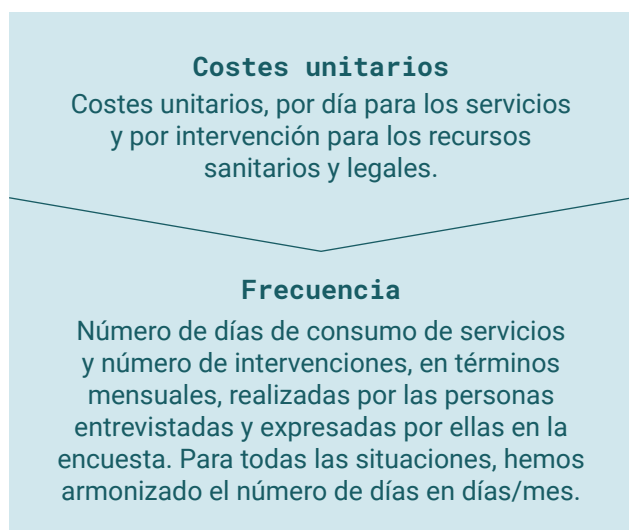 Costes unitarios
Costes unitarios, por día para los servicios
y por intervención para los recursos
sanitarios y legales.
Frecuencia
Número de días de consumo de servicios
y número de intervenciones, en términos
mensuales, realizadas por las personas
entrevistadas y expresadas por ellas en la
encuesta. Para todas las situaciones, hemos
armonizado el número de días en días/mes.